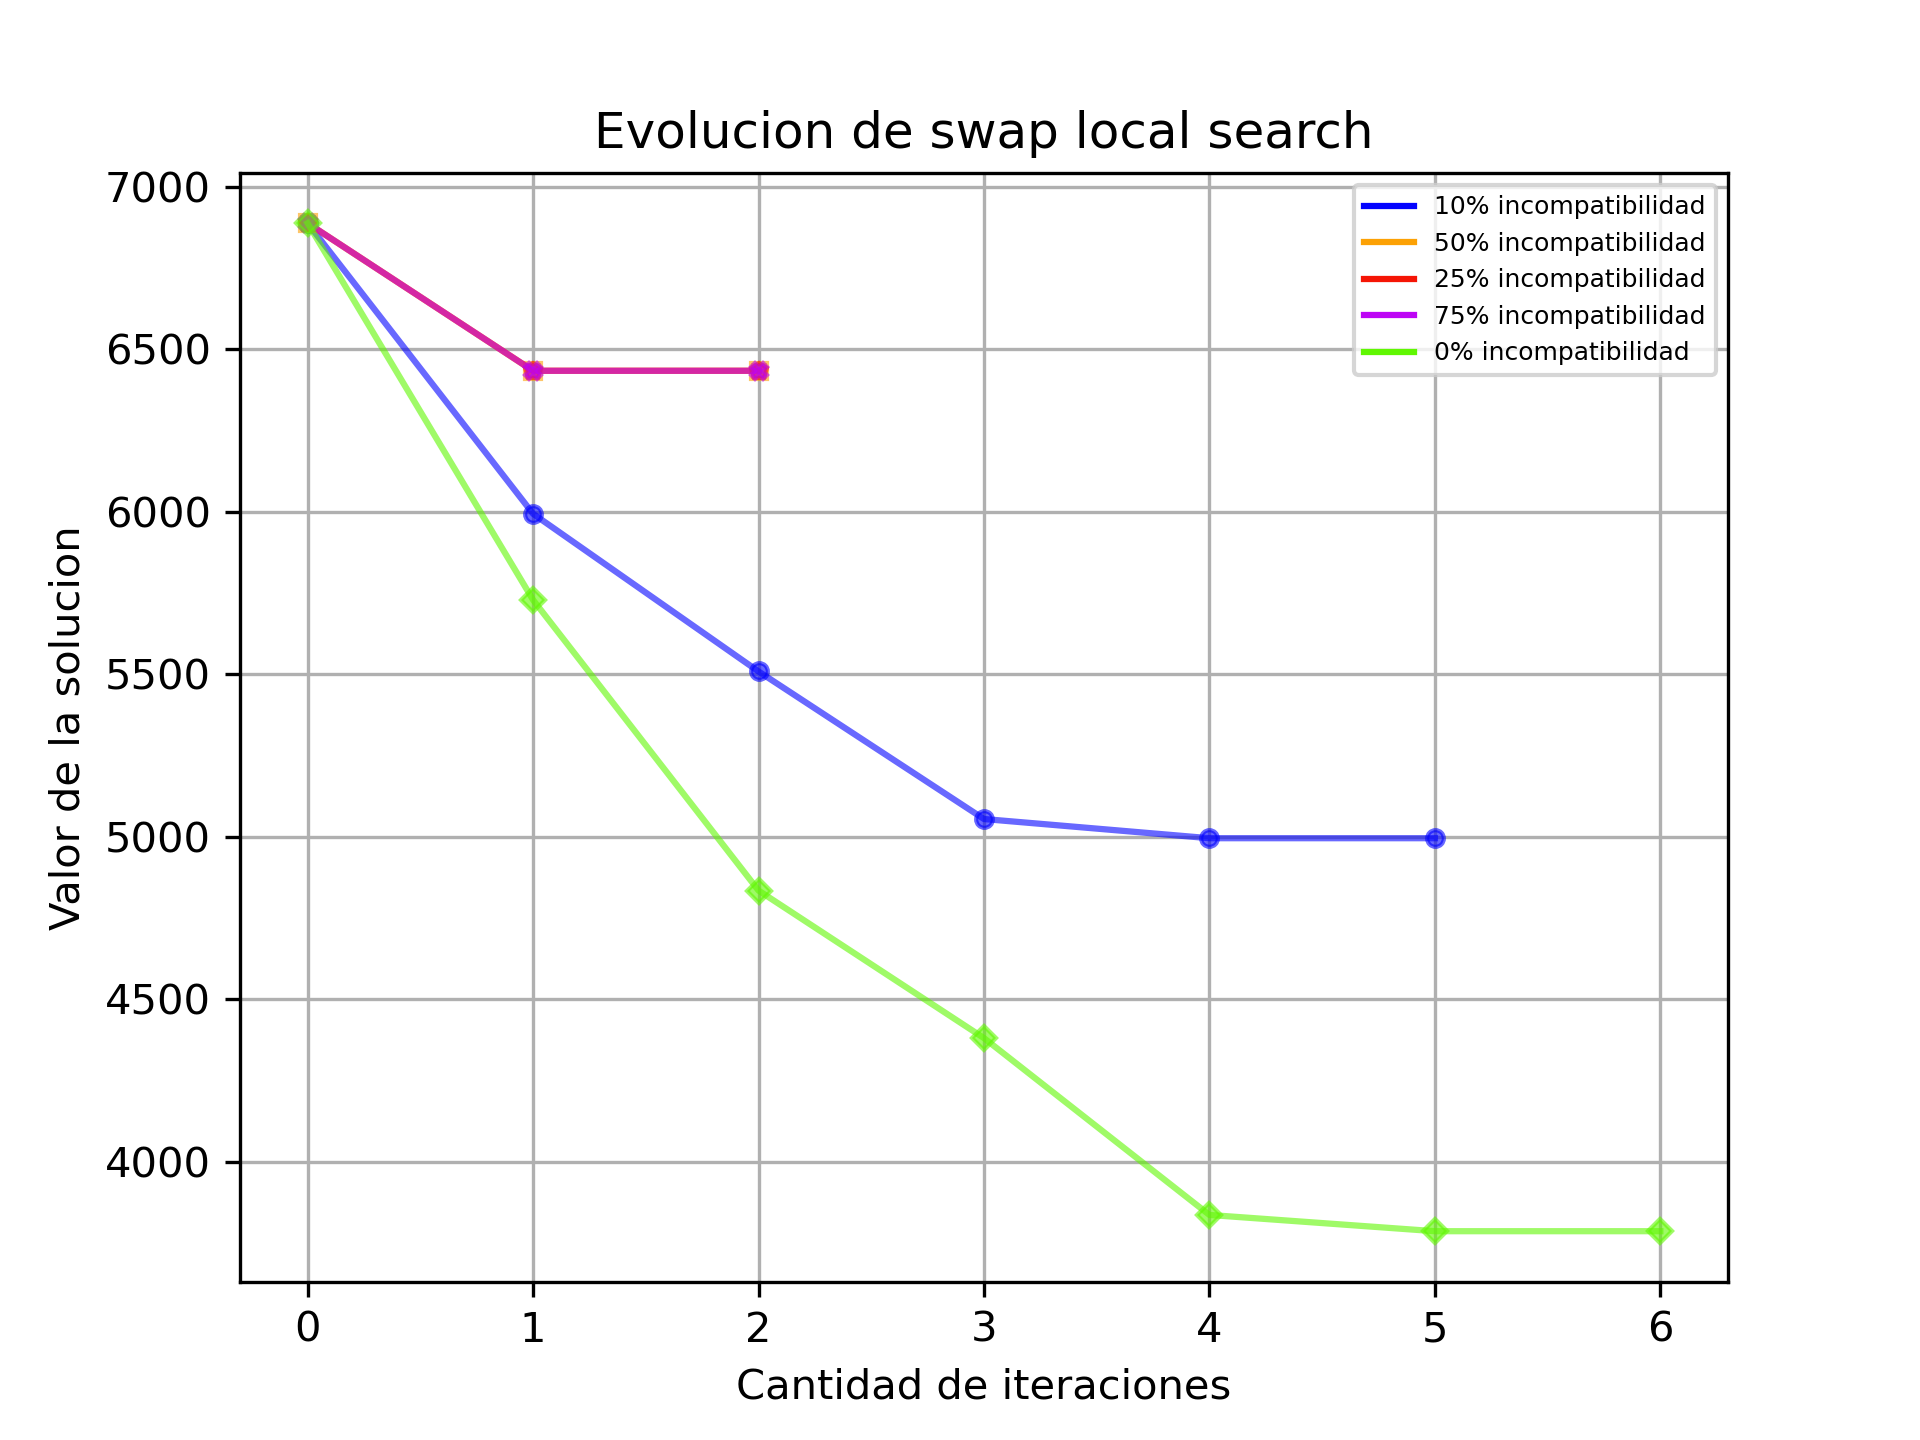 Evolucion de swap local search
7000
6500
6000
5500
5000
4500
4000
Valor de la solucion
10% incompatibilidad
50% incompatibilidad
25% incompatibilidad
75% incompatibilidad
0% incompatibilidad
0 1 2 3 4 5 6
Cantidad de iteraciones